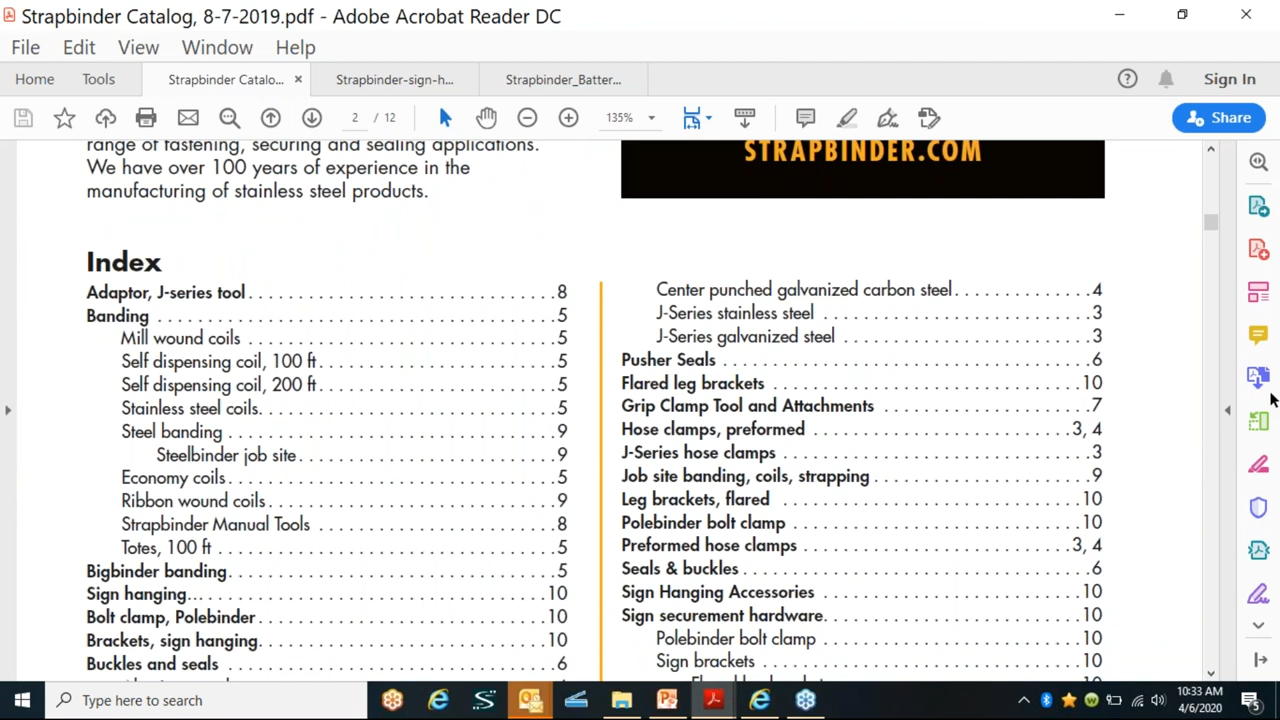 Strapbinder Catalog, 8-7-2019.pdf - Adobe Acrobat Reader DC
File Edit View Window Help
Home Tools Strapbinder Catalo... × Strapbinder-sign-h... Strapbinder_Batter... Sign In
2 / 12 135% Share
range of fastening, securing and sealing applications.
We have over 100 years of experience in the
manufacturing of stainless steel products.
STRAPBINDER.COM
Index
Adaptor, J-series tool . . . . . . . . . . . . . . . . . . . . . . . . . . . . . . . 8
Banding . . . . . . . . . . . . . . . . . . . . . . . . . . . . . . . . . . . . . . . . 5
Mill wound coils . . . . . . . . . . . . . . . . . . . . . . . . . . . . . . . . 5
Self dispensing coil, 100 ft . . . . . . . . . . . . . . . . . . . . . . . . 5
Self dispensing coil, 200 ft . . . . . . . . . . . . . . . . . . . . . . . . 5
Stainless steel coils. . . . . . . . . . . . . . . . . . . . . . . . . . . . . . 5
Steel banding . . . . . . . . . . . . . . . . . . . . . . . . . . . . . . . . . 9
Steelbinder job site . . . . . . . . . . . . . . . . . . . . . . . . . . 9
Economy coils . . . . . . . . . . . . . . . . . . . . . . . . . . . . . . . . . 5
Ribbon wound coils . . . . . . . . . . . . . . . . . . . . . . . . . . . . . 9
Strapbinder Manual Tools . . . . . . . . . . . . . . . . . . . . . . . . 8
Totes, 100 ft . . . . . . . . . . . . . . . . . . . . . . . . . . . . . . . . . . 5
Bigbinder banding . . . . . . . . . . . . . . . . . . . . . . . . . . . . . . . . . 5
Sign hanging . . . . . . . . . . . . . . . . . . . . . . . . . . . . . . . . . . . . 10
Bolt clamp, Polebinder . . . . . . . . . . . . . . . . . . . . . . . . . . . . . 10
Brackets, sign hanging . . . . . . . . . . . . . . . . . . . . . . . . . . . . . 10
Buckles and seals . . . . . . . . . . . . . . . . . . . . . . . . . . . . . . . . . 6
Center punched galvanized carbon steel . . . . . . . . . . . . . . 4
J-Series stainless steel . . . . . . . . . . . . . . . . . . . . . . . . . . . . 3
J-Series galvanized steel . . . . . . . . . . . . . . . . . . . . . . . . . 3
Pusher Seals . . . . . . . . . . . . . . . . . . . . . . . . . . . . . . . . . . . . . 6
Flared leg brackets . . . . . . . . . . . . . . . . . . . . . . . . . . . . . . . 10
Grip Clamp Tool and Attachments . . . . . . . . . . . . . . . . . . . . . 7
Hose clamps, preformed . . . . . . . . . . . . . . . . . . . . . . . . . . . 3, 4
J-Series hose clamps . . . . . . . . . . . . . . . . . . . . . . . . . . . . . . . 3
Job site banding, coils, strapping . . . . . . . . . . . . . . . . . . . . . . 9
Leg brackets, flared . . . . . . . . . . . . . . . . . . . . . . . . . . . . . . . 10
Polebinder bolt clamp . . . . . . . . . . . . . . . . . . . . . . . . . . . . . 10
Preformed hose clamps . . . . . . . . . . . . . . . . . . . . . . . . . . . 3, 4
Seals & buckles . . . . . . . . . . . . . . . . . . . . . . . . . . . . . . . . . . . 6
Sign Hanging Accessories . . . . . . . . . . . . . . . . . . . . . . . . . . 10
Sign securement hardware . . . . . . . . . . . . . . . . . . . . . . . . . . 10
Polebinder bolt clamp . . . . . . . . . . . . . . . . . . . . . . . . . . . 10
Sign brackets . . . . . . . . . . . . . . . . . . . . . . . . . . . . . . . . . 10
Type here to search
10:33 AM
4/6/2020
5